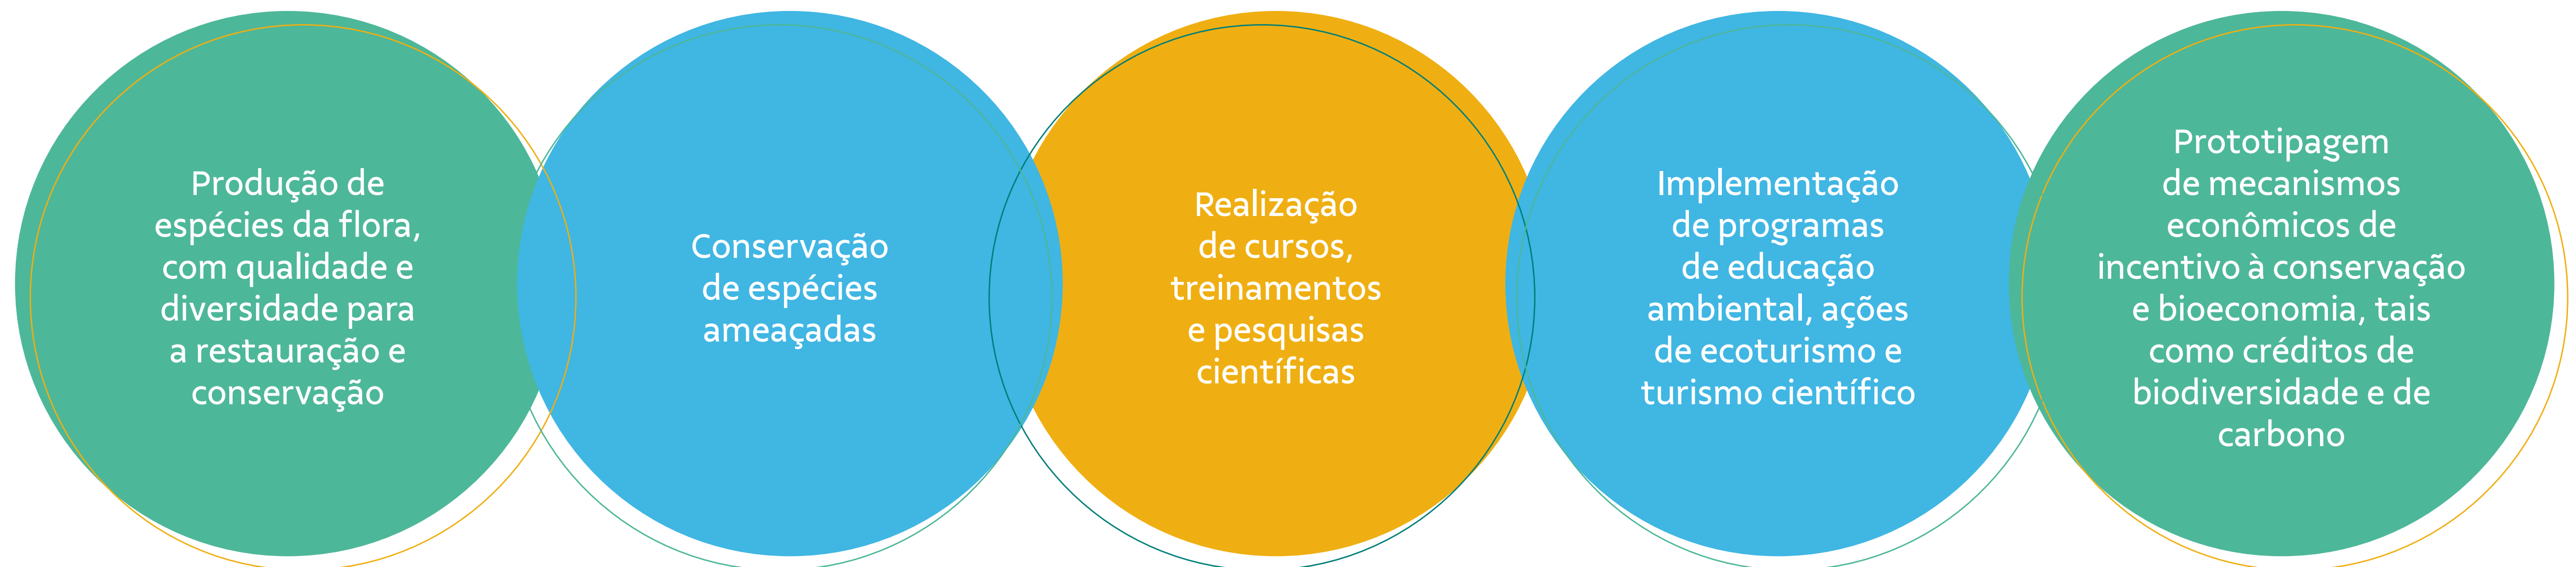 Produção de
espécies da flora,
com qualidade e
diversidade para
a restauração e
conservação
Conservação
de espécies
ameaçadas
Realização
de cursos,
treinamentos
e pesquisas
científicas
Implementação
de programas
de educação
ambiental, ações
de ecoturismo e
turismo científico
Prototipagem
de mecanismos
econômicos de
incentivo à conservação
e bioeconomia, tais
como créditos de
biodiversidade e de
carbono